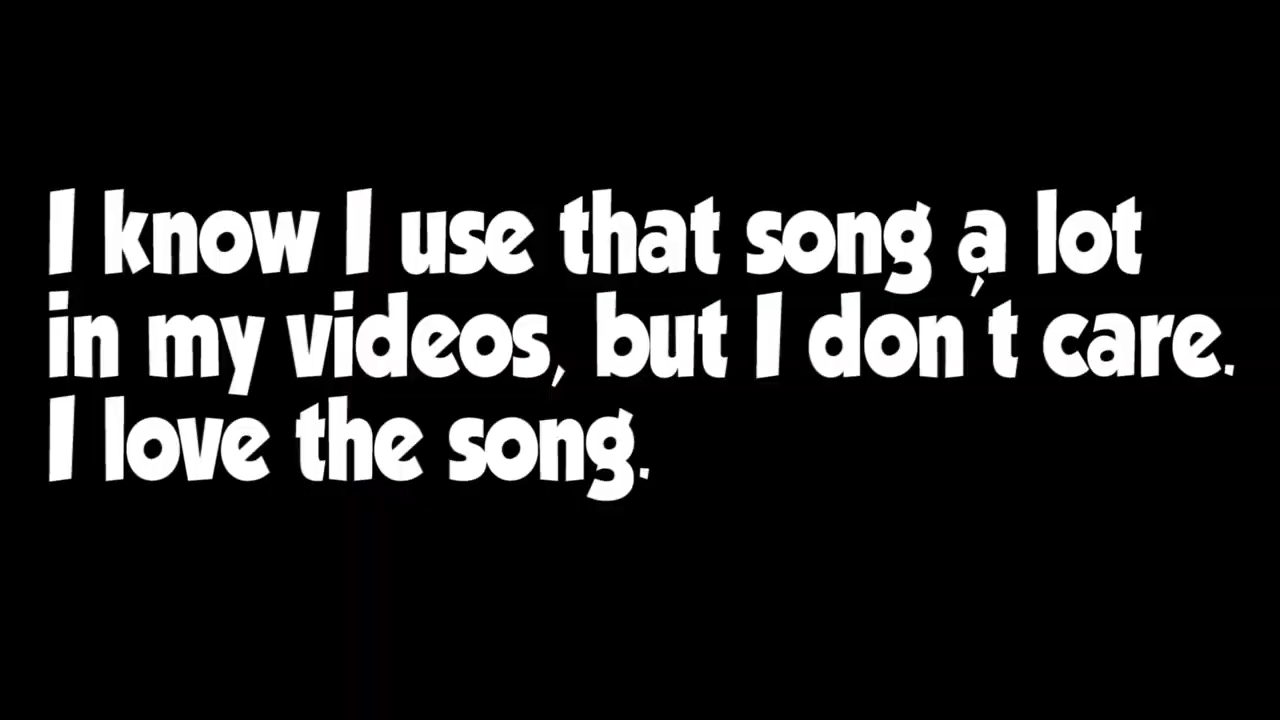 I know I use that song a lot
in my videos, but I don't care.
I love the song.